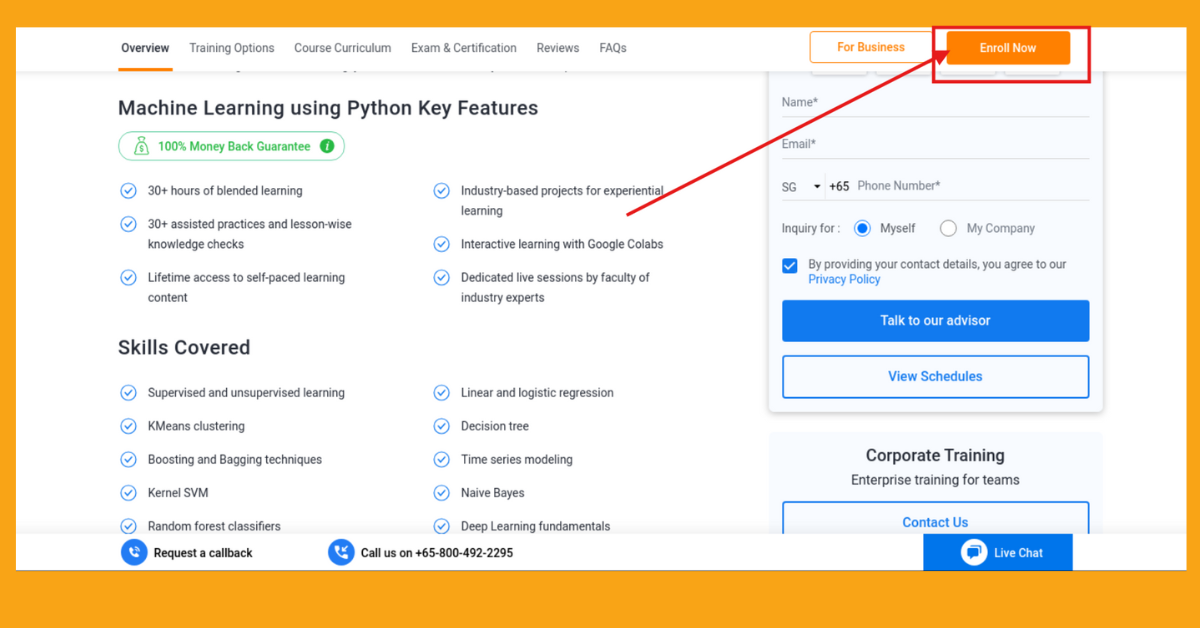 Overview Training Options Course Curriculum Exam & Certification Reviews FAQs For Business Enroll Now
Machine Learning using Python Key Features
100% Money Back Guarantee i
30+ hours of blended learning
30+ assisted practices and lesson-wise
knowledge checks
Lifetime access to self-paced learning
content
Industry-based projects for experiential
learning
Interactive learning with Google Colabs
Dedicated live sessions by faculty of
industry experts
Skills Covered
Supervised and unsupervised learning
KMeans clustering
Boosting and Bagging techniques
Kernel SVM
Random forest classifiers
Linear and logistic regression
Decision tree
Time series modeling
Naive Bayes
Deep Learning fundamentals
Name*
Email*
SG +65 Phone Number*
Inquiry for : Myself My Company
By providing your contact details, you agree to our
Privacy Policy
Talk to our advisor
View Schedules
Corporate Training
Enterprise training for teams
Contact Us
Request a callback Call us on +65-800-492-2295 Live Chat